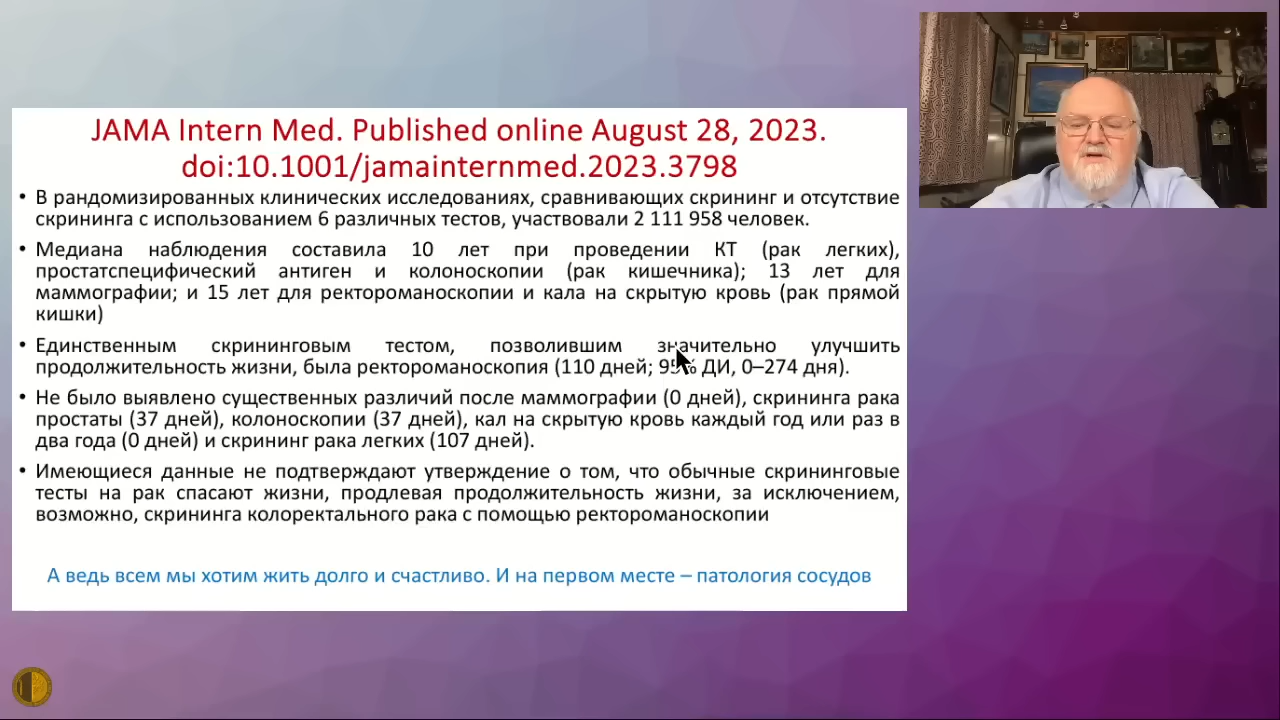 JAMA Intern Med. Published online August 28, 2023.
doi:10.1001/jamainternmed.2023.3798
• В рандомизированных клинических исследованиях, сравнивающих скрининг и отсутствие
скрининга с использованием 6 различных тестов, участвовали 2 111 958 человек.
• Медиана наблюдения составила 10 лет при проведении КТ (рак легких),
простатспецифический антиген и колоноскопии (рак кишечника); 13 лет для
маммографии; и 15 лет для ректороманоскопии и кала на скрытую кровь (рак прямой
кишки)
• Единственным скрининговым тестом, позволившим значительно улучшить
продолжительность жизни, была ректороманоскопия (110 дней; 95% ДИ, 0–274 дня).
• Не было выявлено существенных различий после маммографии (0 дней), скрининга рака
простаты (37 дней), колоноскопии (37 дней), кал на скрытую кровь каждый год или раз в
два года (0 дней) и скрининг рака легких (107 дней).
• Имеющиеся данные не подтверждают утверждение о том, что обычные скрининговые
тесты на рак спасают жизни, продлевая продолжительность жизни, за исключением,
возможно, скрининга колоректального рака с помощью ректороманоскопии
А ведь всем мы хотим жить долго и счастливо. И на первом месте – патология сосудов